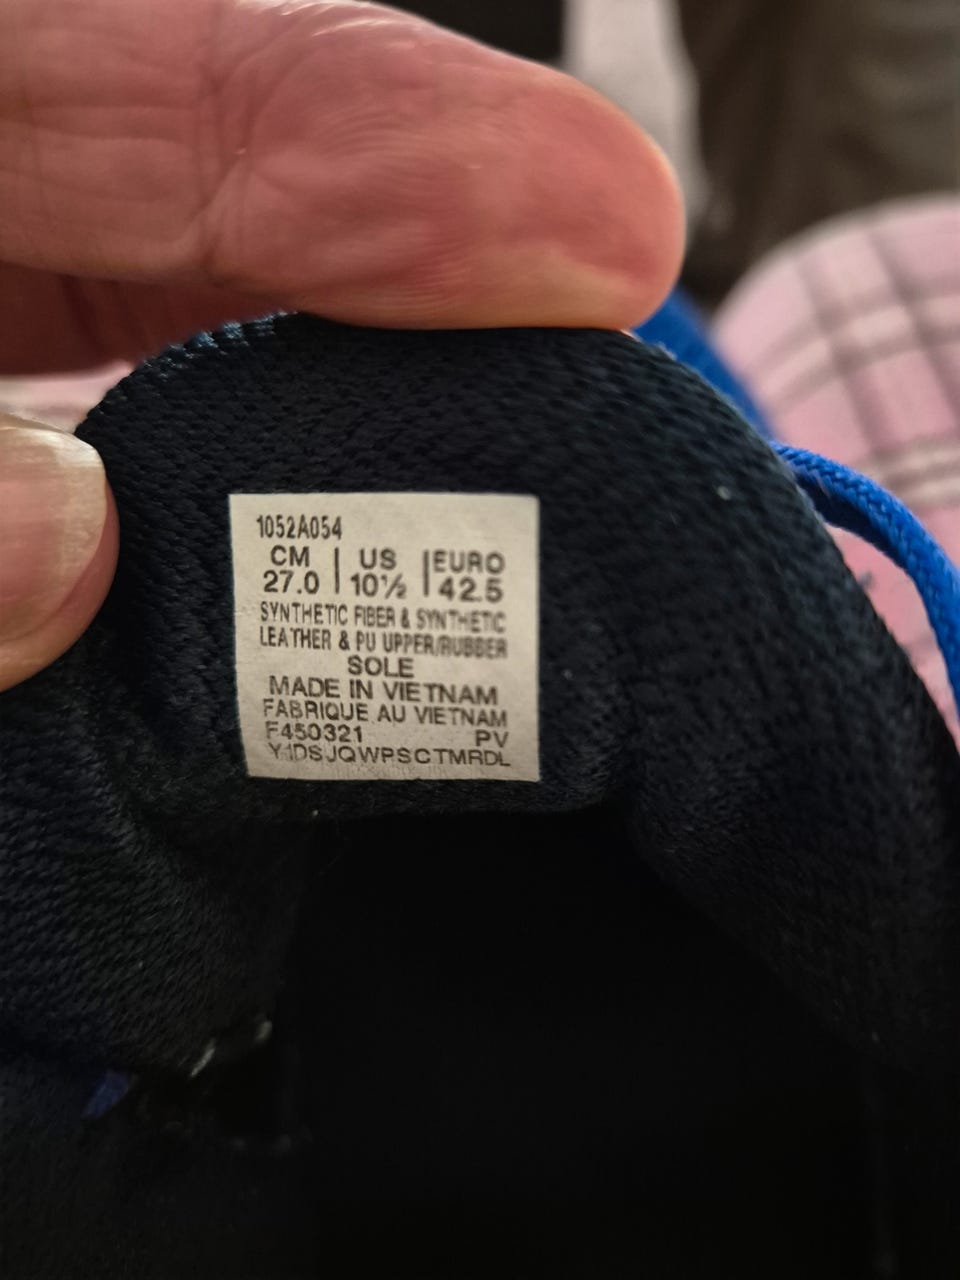 1052A054
CM | US | EURO
27.0 | 10½ | 42.5
SYNTHETIC FIBER & SYNTHETIC
LEATHER & PU UPPER/RUBBER
SOLE
MADE IN VIETNAM
FABRIQUE AU VIETNAM
F450321 PV
Y1DSJQWPSCTMRDL